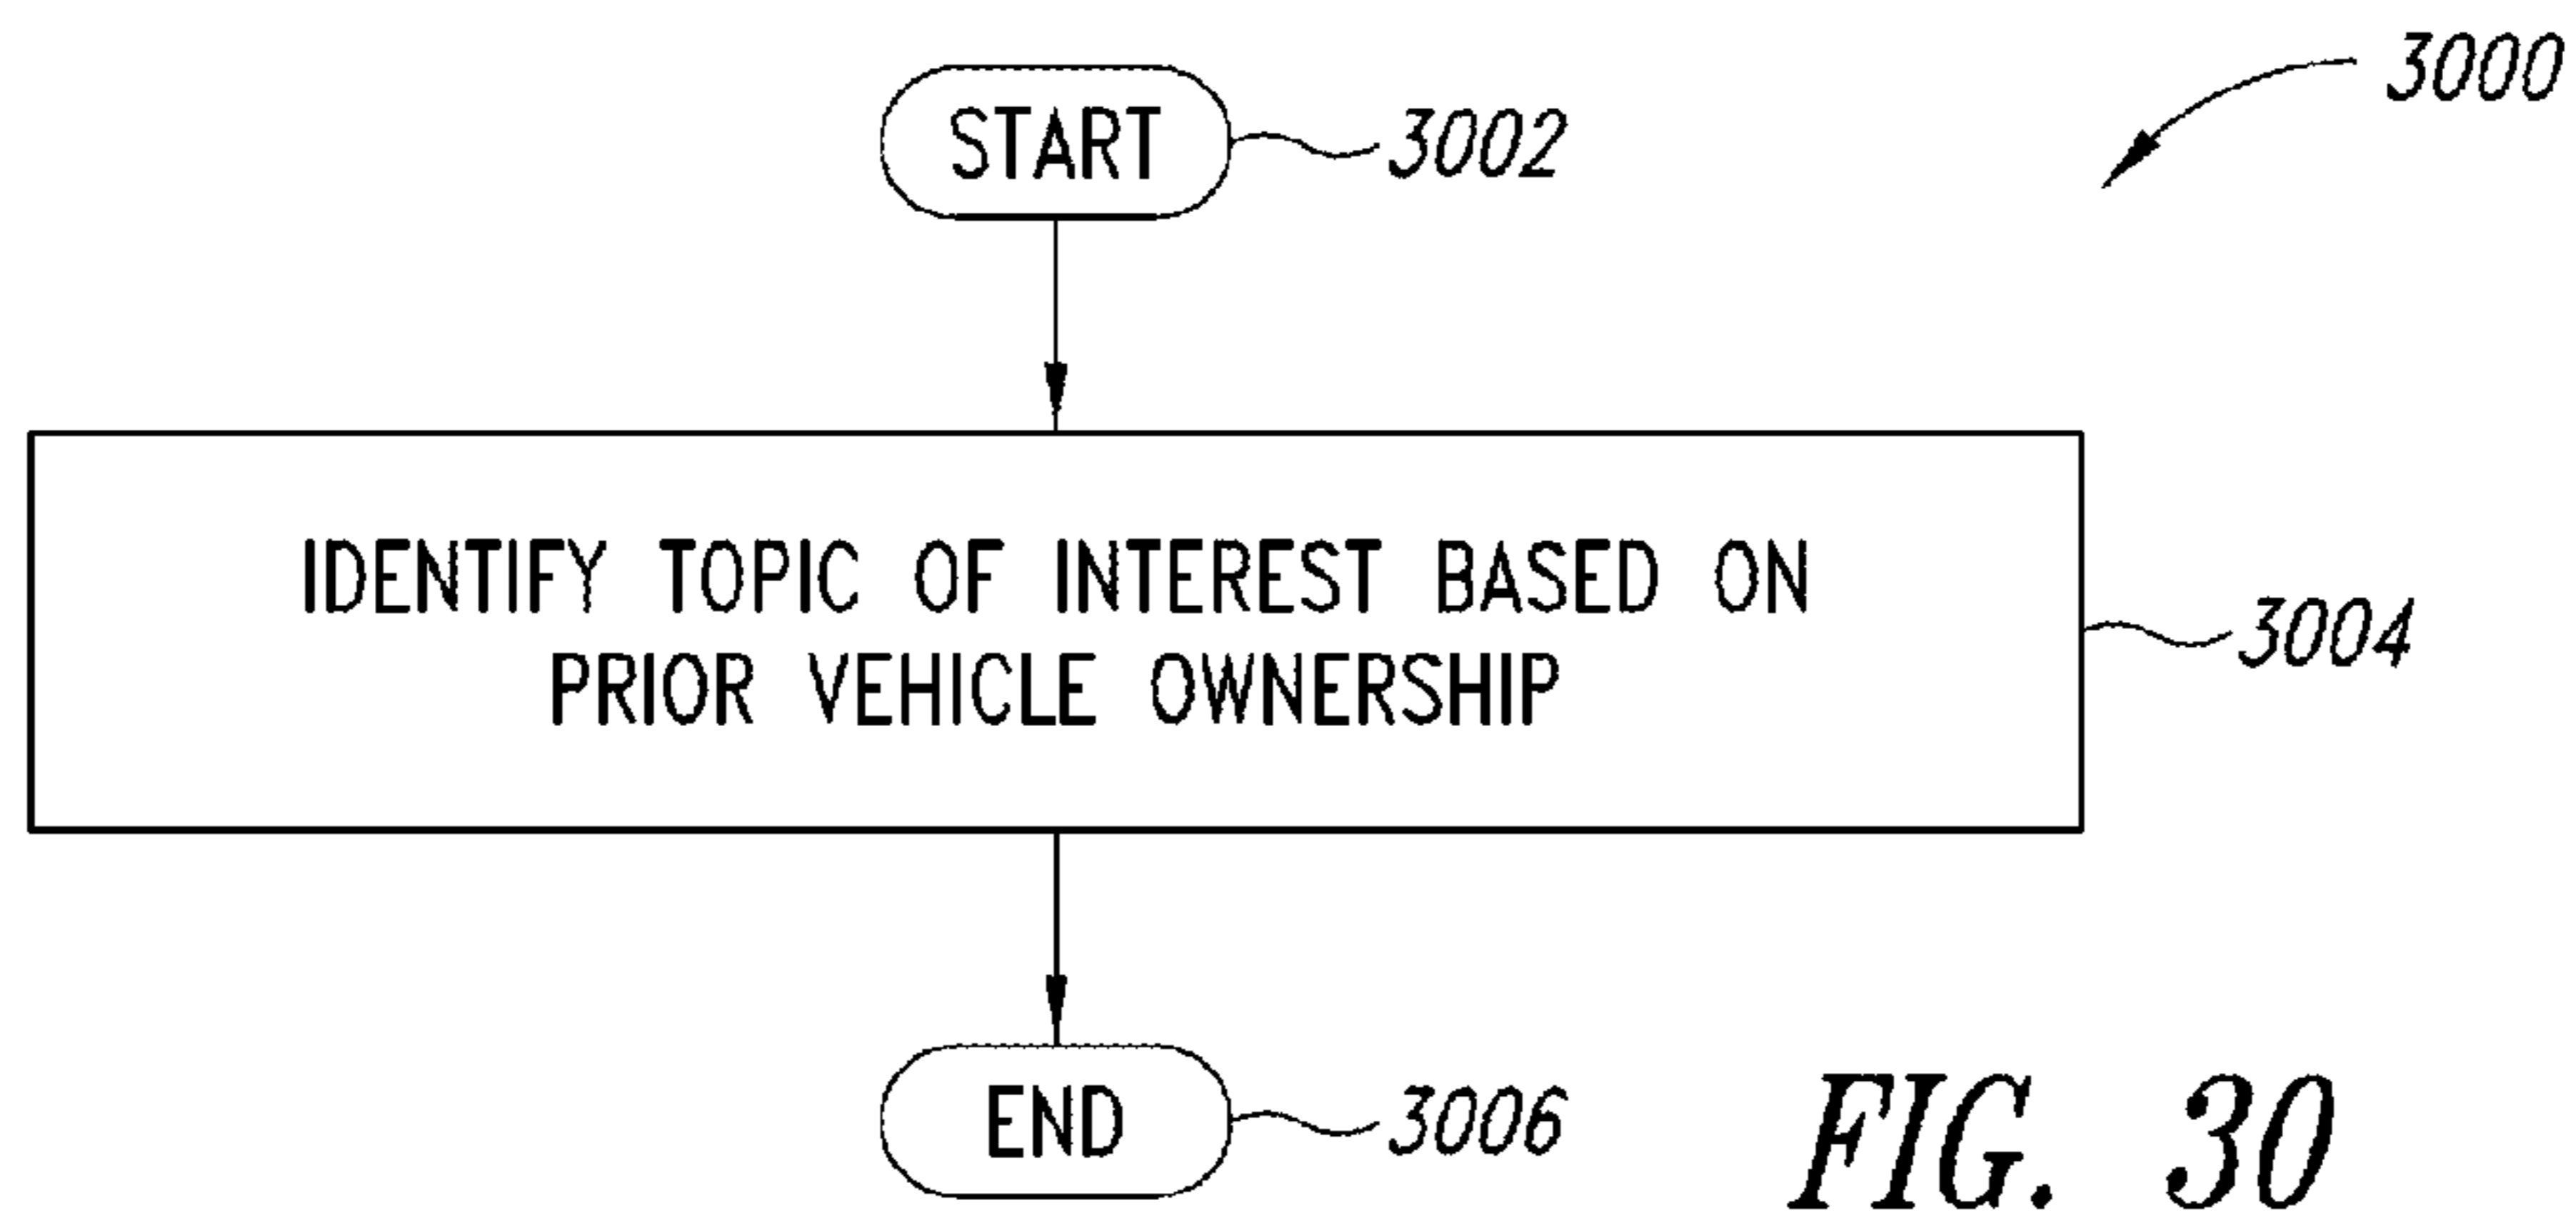 3000
START
3002
IDENTIFY TOPIC OF INTEREST BASED ON
PRIOR VEHICLE OWNERSHIP
3004
END
3006
FIG. 30